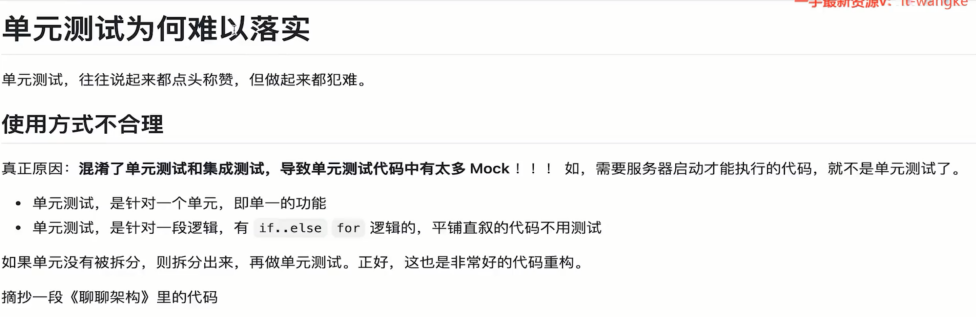 一手最新资源v：it-wangke
单元测试为何难以落实
单元测试，往往说起来都点头称赞，但做起来都犯难。
使用方式不合理
真正原因：混淆了单元测试和集成测试，导致单元测试代码中有太多 Mock！！！ 如，需要服务器启动才能执行的代码，就不是单元测试了。
• 单元测试，是针对一个单元，即单一的功能
• 单元测试，是针对一段逻辑，有 if..else for 逻辑的，平铺直叙的代码不用测试
如果单元没有被拆分，则拆分出来，再做单元测试。正好，这也是非常好的代码重构。
摘抄一段《聊聊架构》里的代码